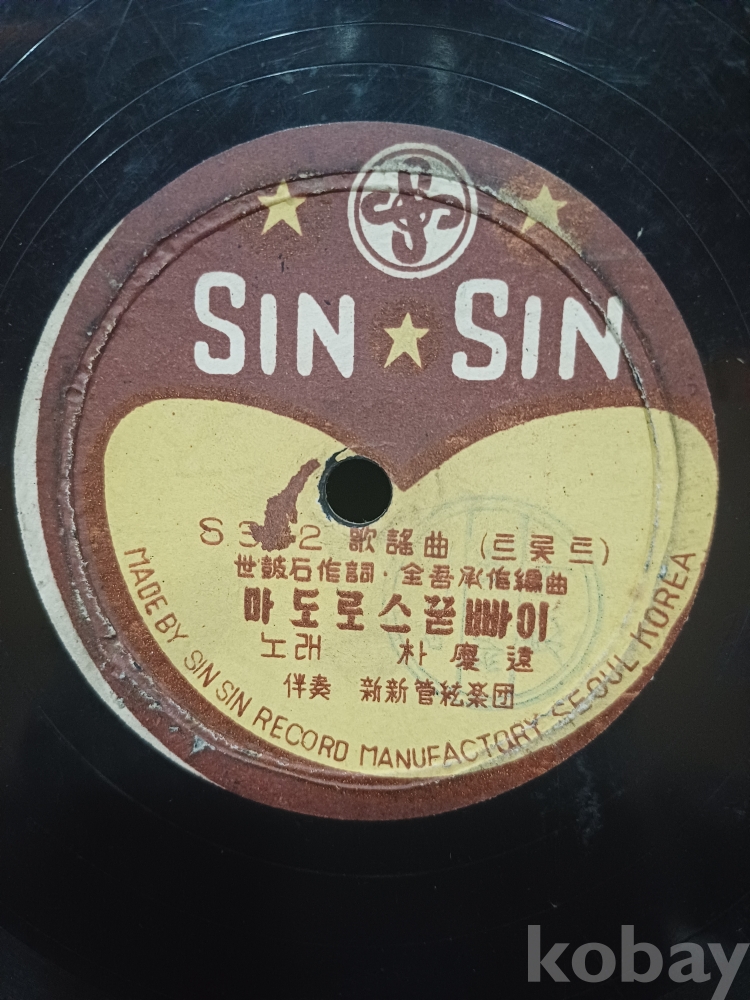 SIN★SIN
歌謠曲 (트롯트)
世鼓石作詞·全吾承作編曲
마도로스꾿빠이
노래 朴慶遠
伴奏 新新管絃楽団
MADE BY SIN SIN RECORD MANUFACTORY SEOUL KOREA
kobay